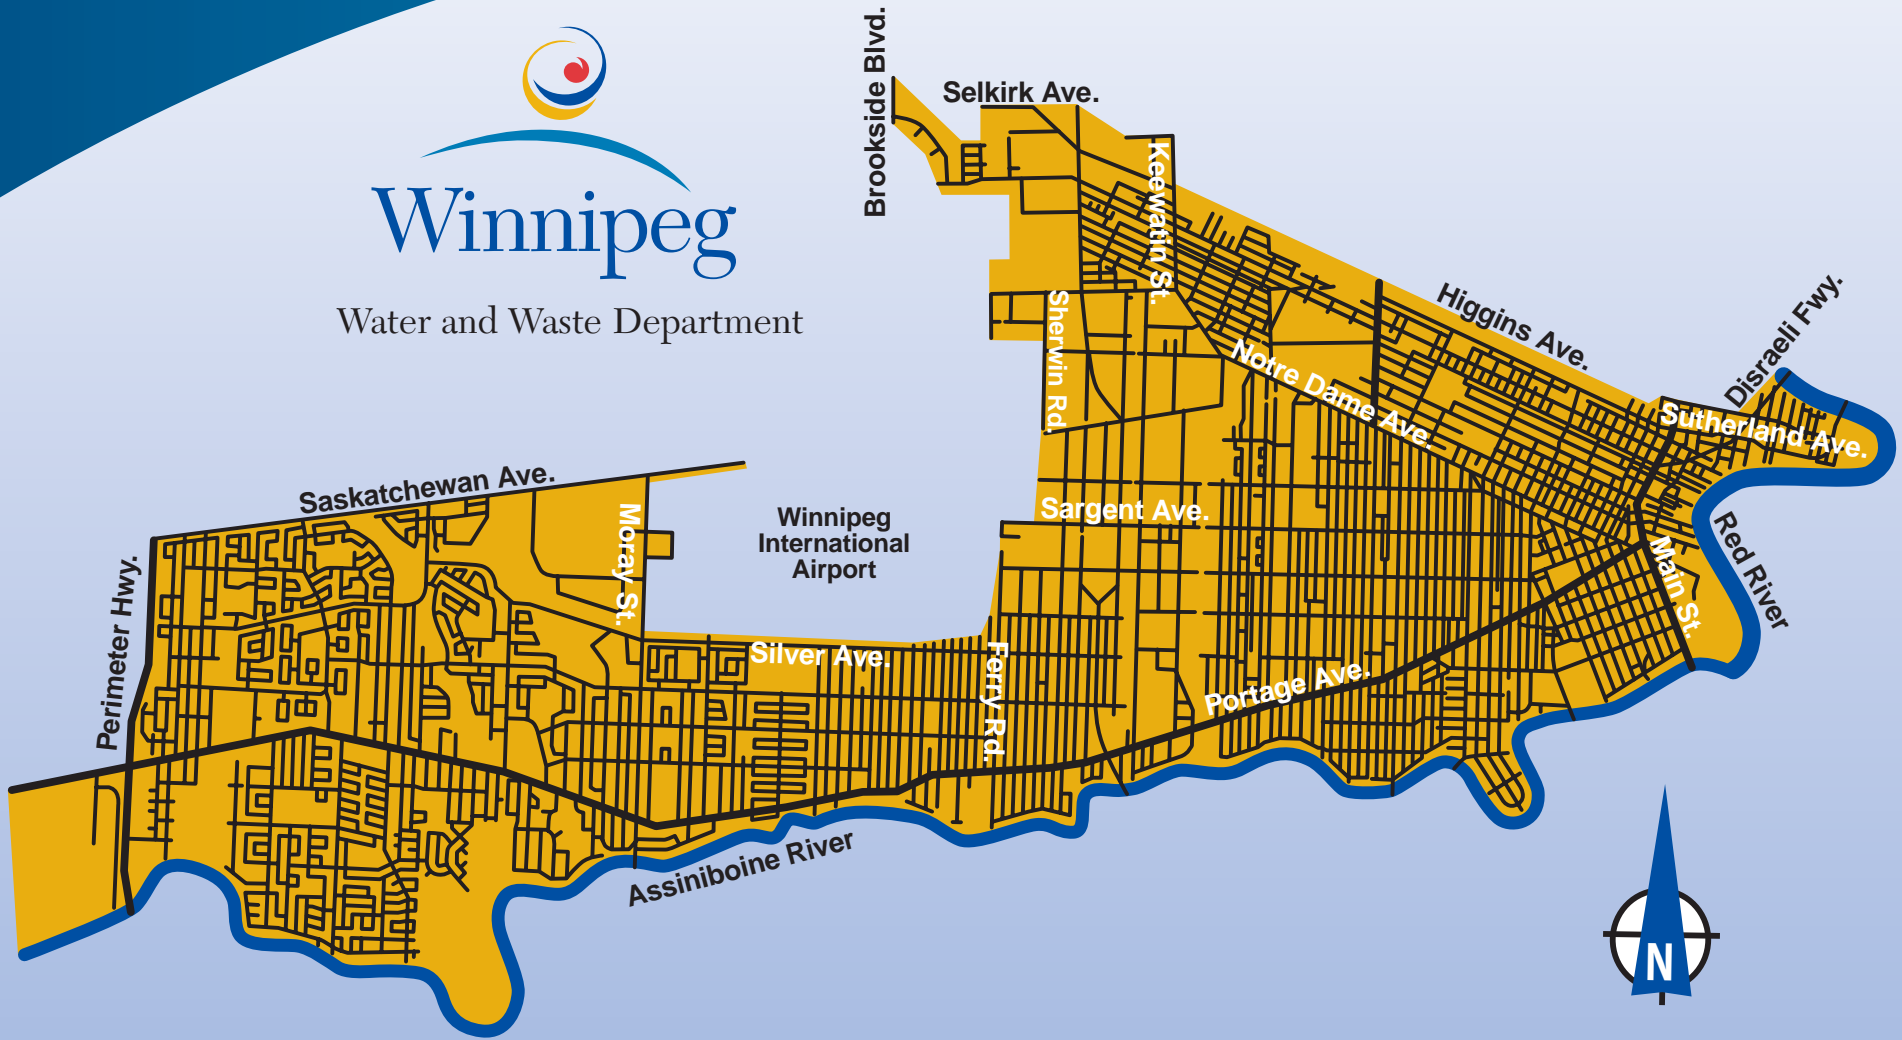 Winnipeg
Water and Waste Department
Brookside Blvd.
Selkirk Ave.
Keewatin St.
Sherwin Rd.
Higgins Ave.
Disraeli Fwy.
Notre Dame Ave.
Sutherland Ave.
Saskatchewan Ave.
Moray St.
Winnipeg
International
Airport
Sargent Ave.
Red River
Main St.
Perimeter Hwy.
Silver Ave.
Ferry Rd.
Portage Ave.
Assiniboine River
N